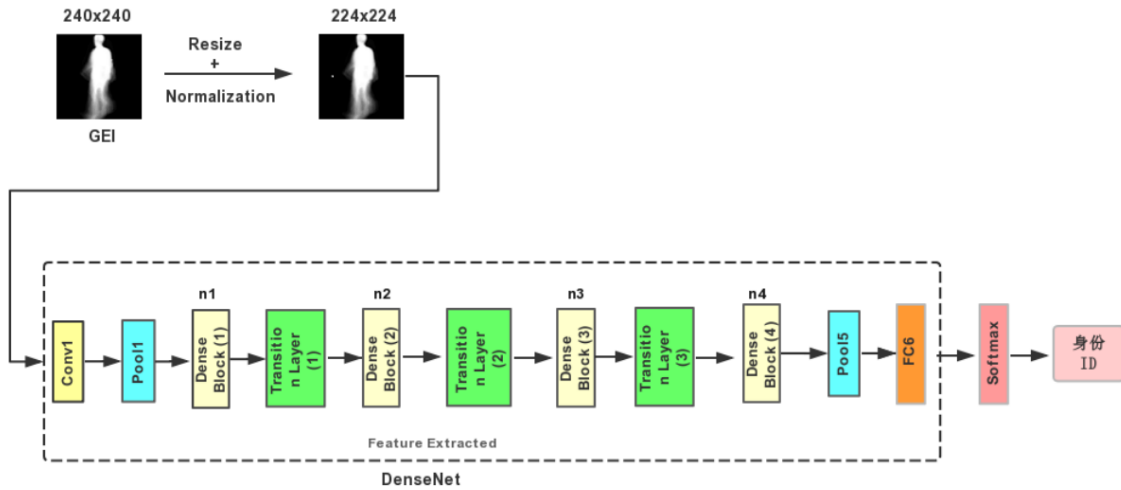 240x240
224x224
Resize
+
Normalization
GEI
n1
n2
n3
n4
Conv1
Pool1
Dense
Block (1)
Transitio
n Layer
(1)
Dense
Block (2)
Transitio
n Layer
(2)
Dense
Block (3)
Transitio
n Layer
(3)
Dense
Block (4)
Pool5
FC6
Softmax
身份
ID
Feature Extracted
DenseNet